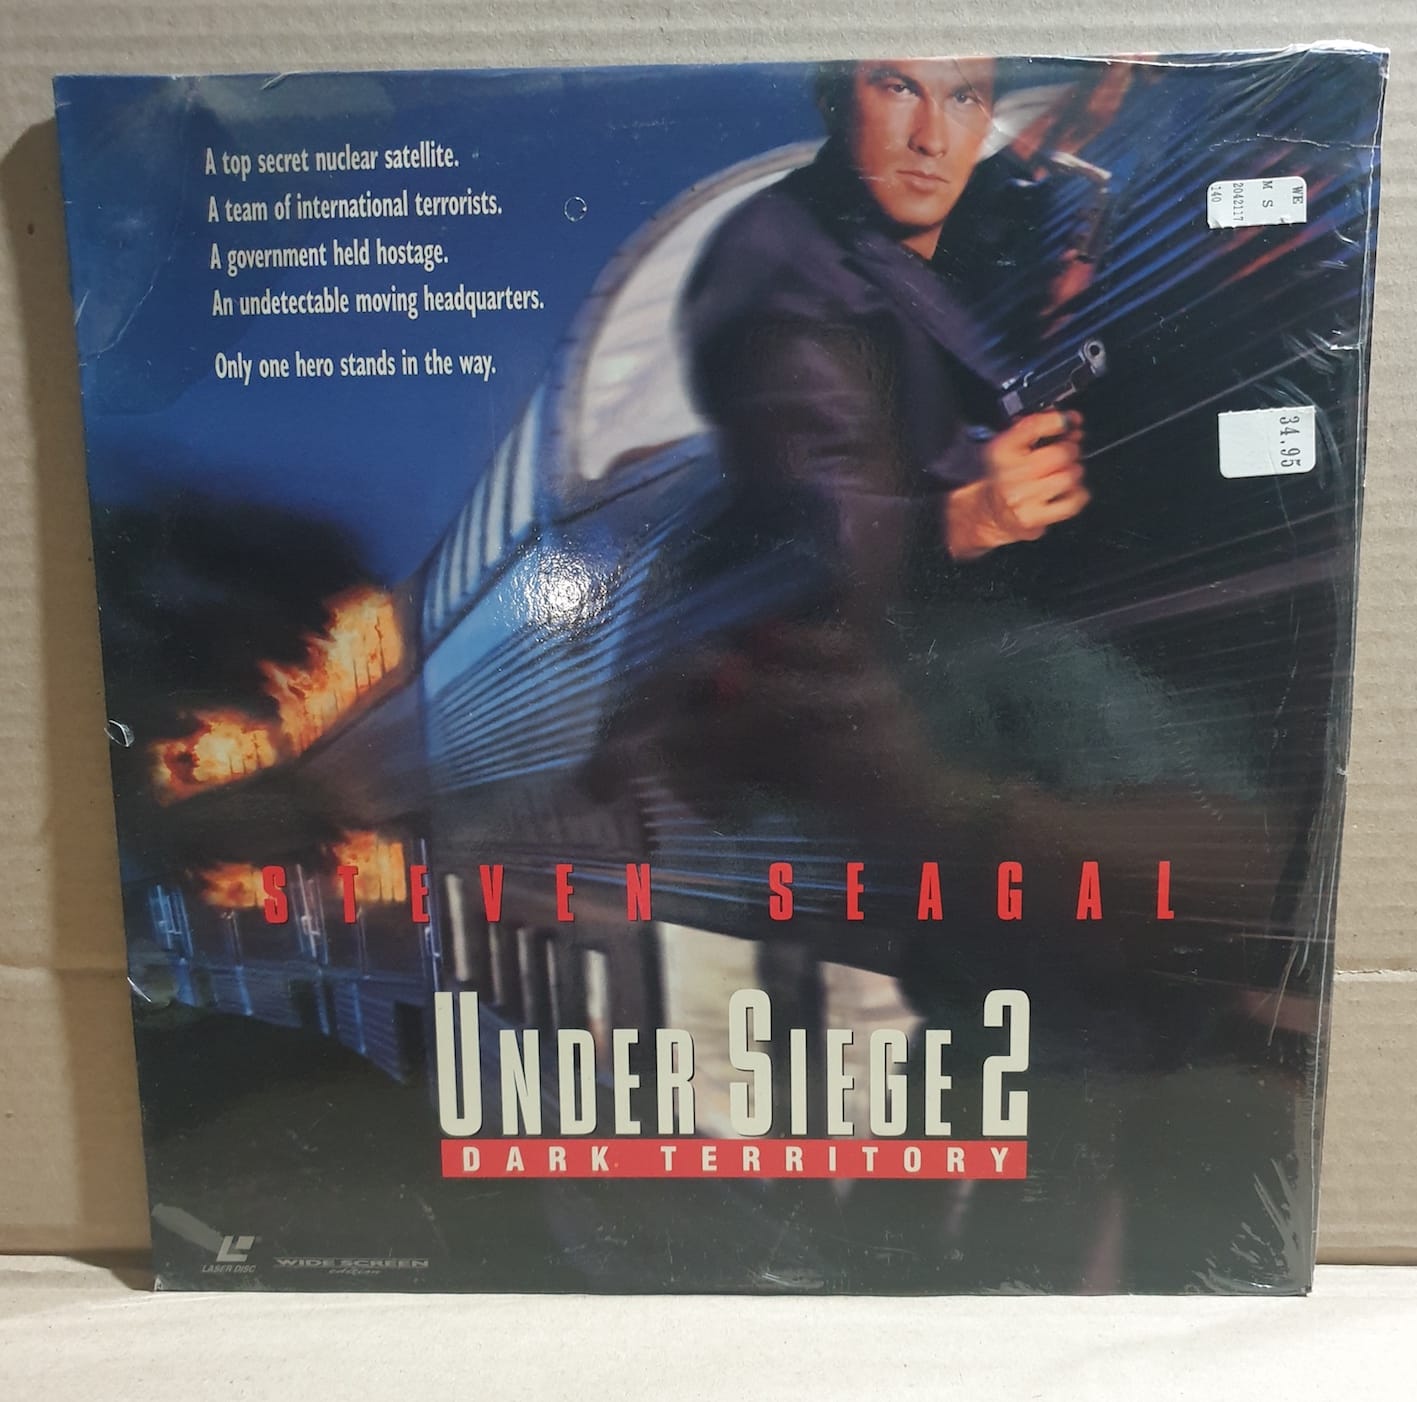 A top secret nuclear satellite.
A team of international terrorists.
A government held hostage.
An undetectable moving headquarters.
Only one hero stands in the way.
WE
M S
2042117
140
34.95
STEVEN SEAGAL
UNDER SIEGE 2
DARK TERRITORY
LASER DISC
WIDE SCREEN
edition